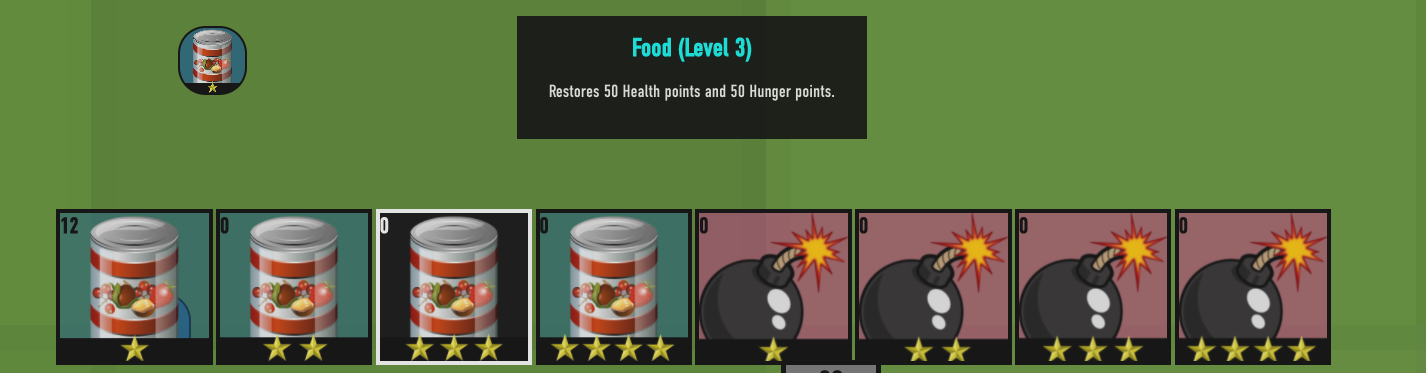 Food (Level 3)
Restores 50 Health points and 50 Hunger points.
12 0 0 0 0 0 0 0